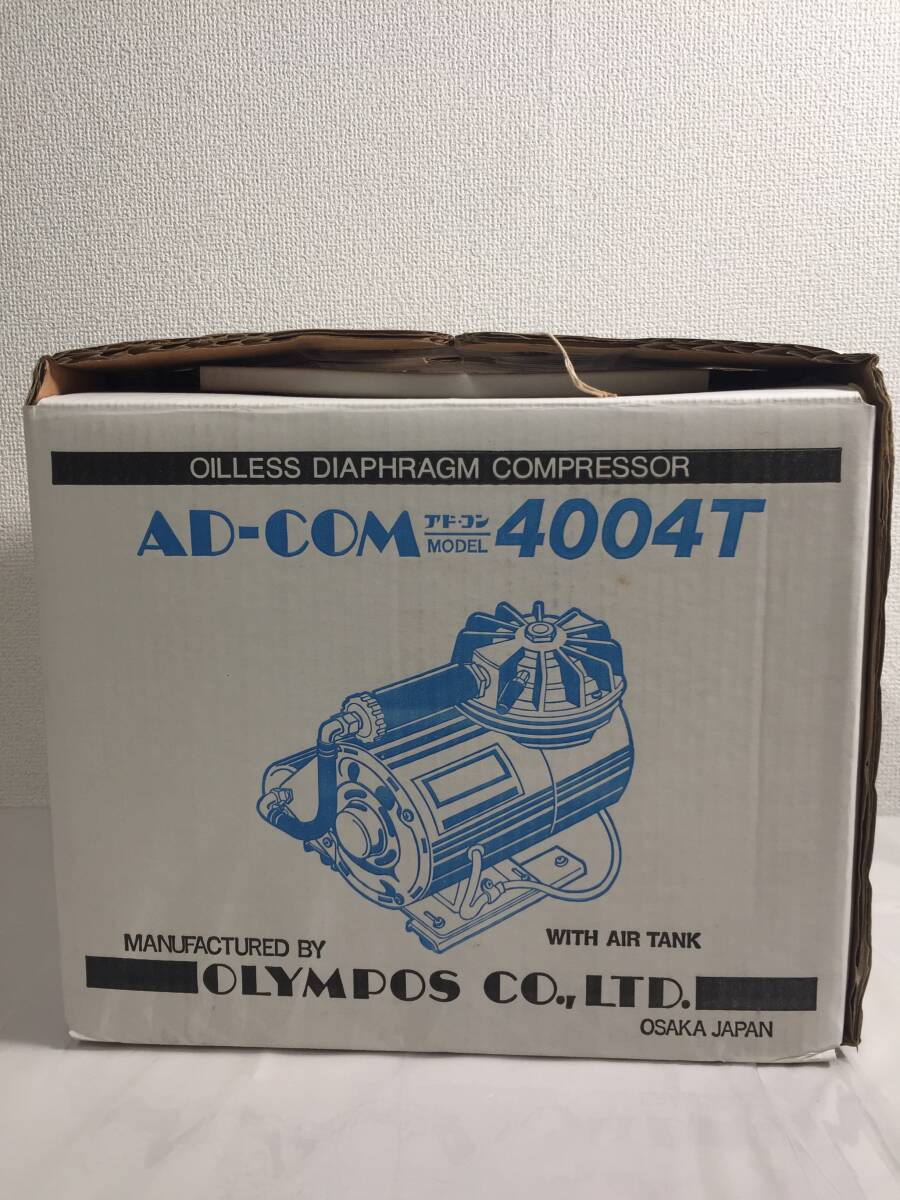 OILLESS DIAPHRAGM COMPRESSOR
AD-COM アド・コン MODEL 4004T
WITH AIR TANK
MANUFACTURED BY
OLYMPOS CO., LTD.
OSAKA JAPAN